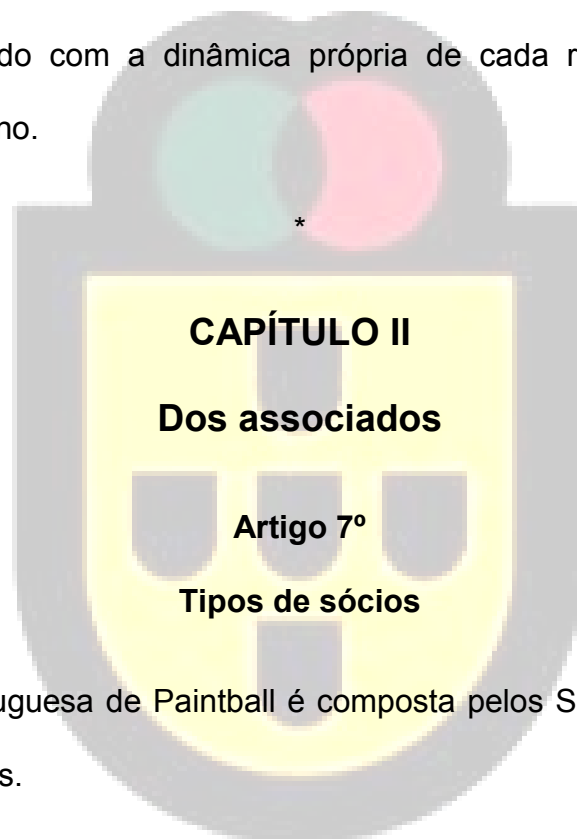 do com a dinâmica própria de cada
no.
*
CAPÍTULO II
Dos associados
Artigo 7º
Tipos de sócios
uguesa de Paintball é composta pelos S
s.